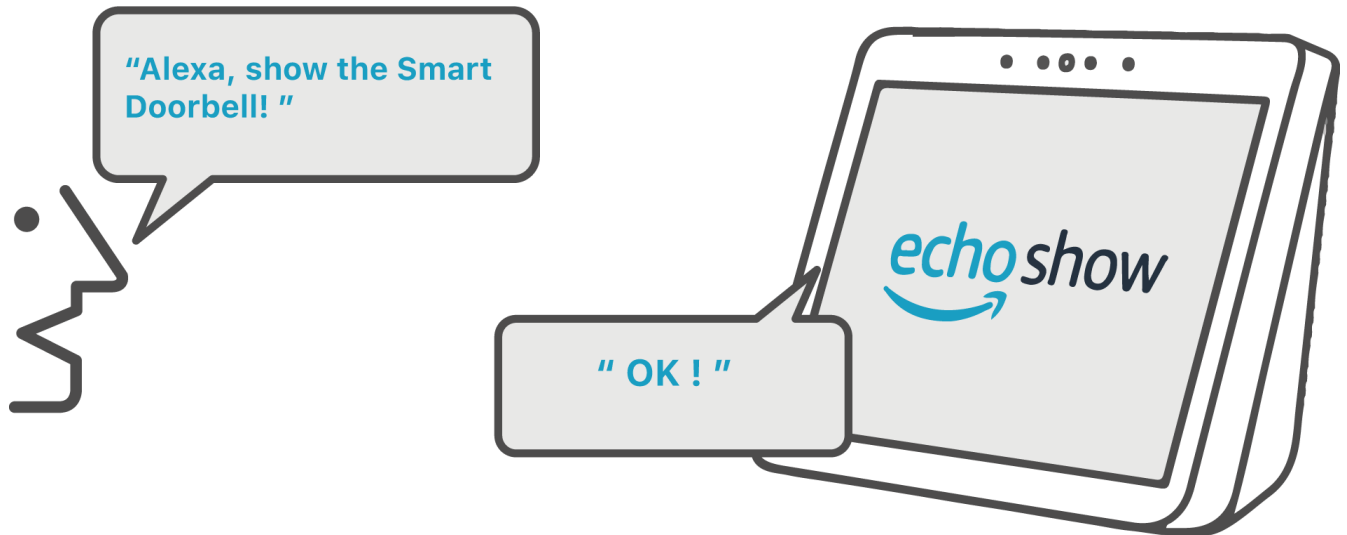 “Alexa, show the Smart
Doorbell! ”
echo show
“ OK ! ”